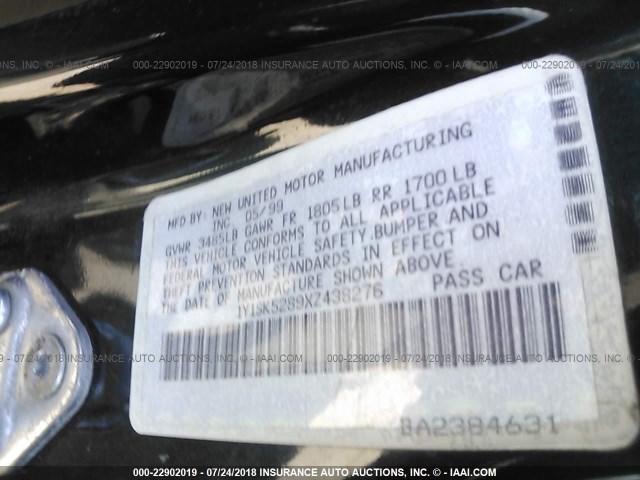 000-22902019 - 07/24/2018 INSURANCE AUTO AUCTIONS, INC. - © IAAI.COM
MFD BY: NEW UNITED MOTOR MANUFACTURING
INC 05/99
GVWR 3485LB GAWR FR 1805LB RR 1700LB
THIS VEHICLE CONFORMS TO ALL APPLICABLE
FEDERAL MOTOR VEHICLE SAFETY,BUMPER AND
THEFT PREVENTION STANDARDS IN EFFECT ON
THE DATE OF MANUFACTURE SHOWN ABOVE
1Y1SK5289XZ438276 PASS CAR
BA2384631
000-22902019 - 07/24/2018 INSURANCE AUTO AUCTIONS, INC. - © IAAI.COM
000-22902019 - 07/24/2018 INSURANCE AUTO AUCTIONS, INC. - © IAAI.COM